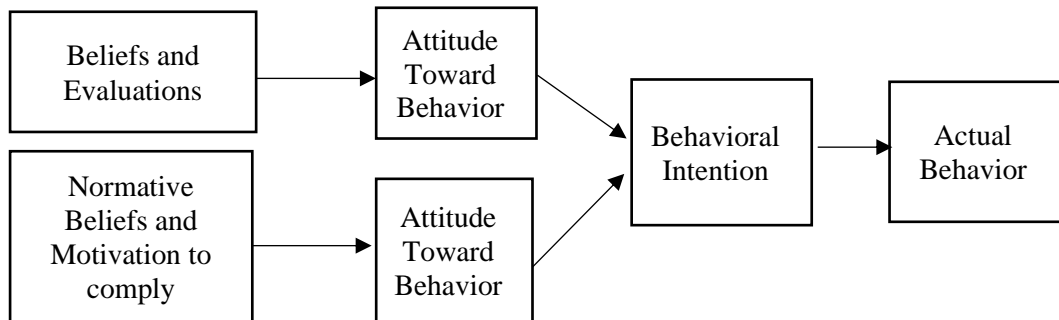 Beliefs and
Evaluations
Attitude
Toward
Behavior
Normative
Beliefs and
Motivation to
comply
Attitude
Toward
Behavior
Behavioral
Intention
Actual
Behavior